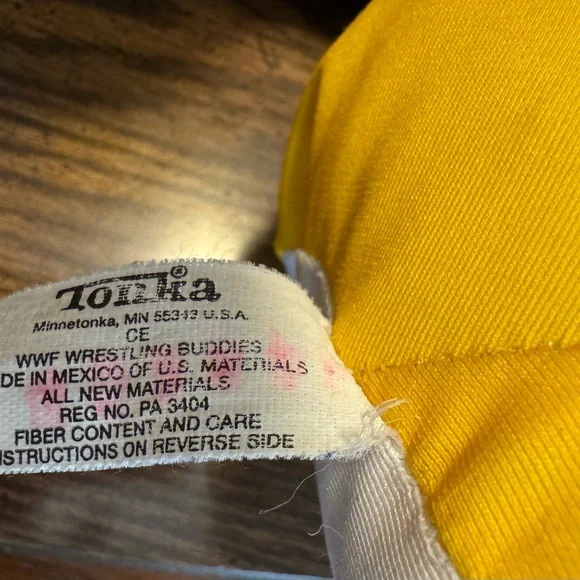 Tonka®
Minnetonka, MN 55343 U.S.A.
CE
WWF WRESTLING BUDDIES
DE IN MEXICO OF U.S. MATERIALS
ALL NEW MATERIALS
REG NO. PA 3404
FIBER CONTENT AND CARE
NSTRUCTIONS ON REVERSE SIDE